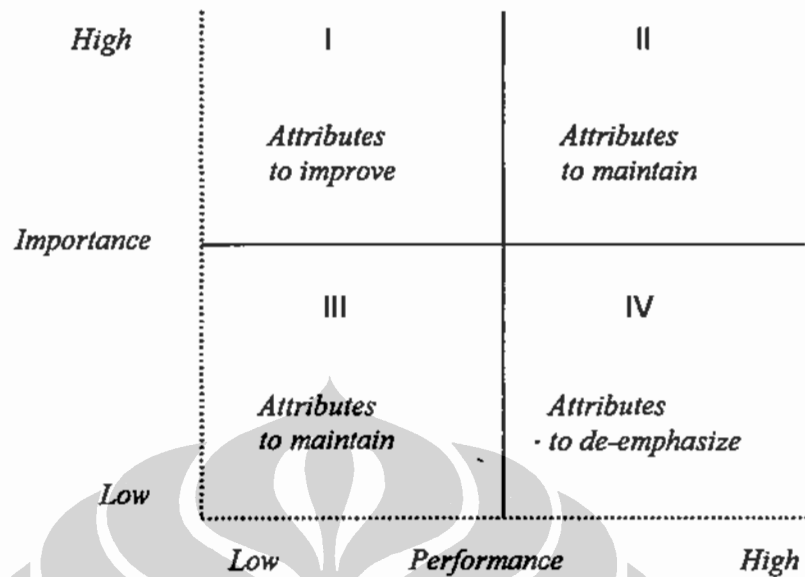 High
I
II
Attributes
to improve
Attributes
to maintain
Importance
III
IV
Attributes
to maintain
Attributes
to de-emphasize
Low
Low
Performance
High